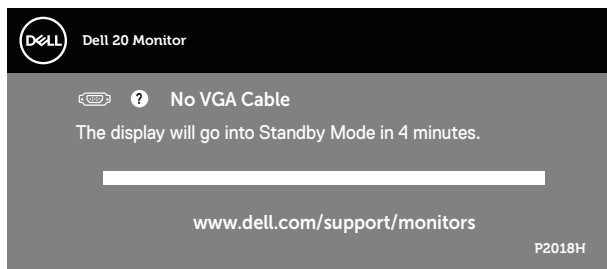 DELL
Dell 20 Monitor
? No VGA Cable
The display will go into Standby Mode in 4 minutes.
www.dell.com/support/monitors
P2018H